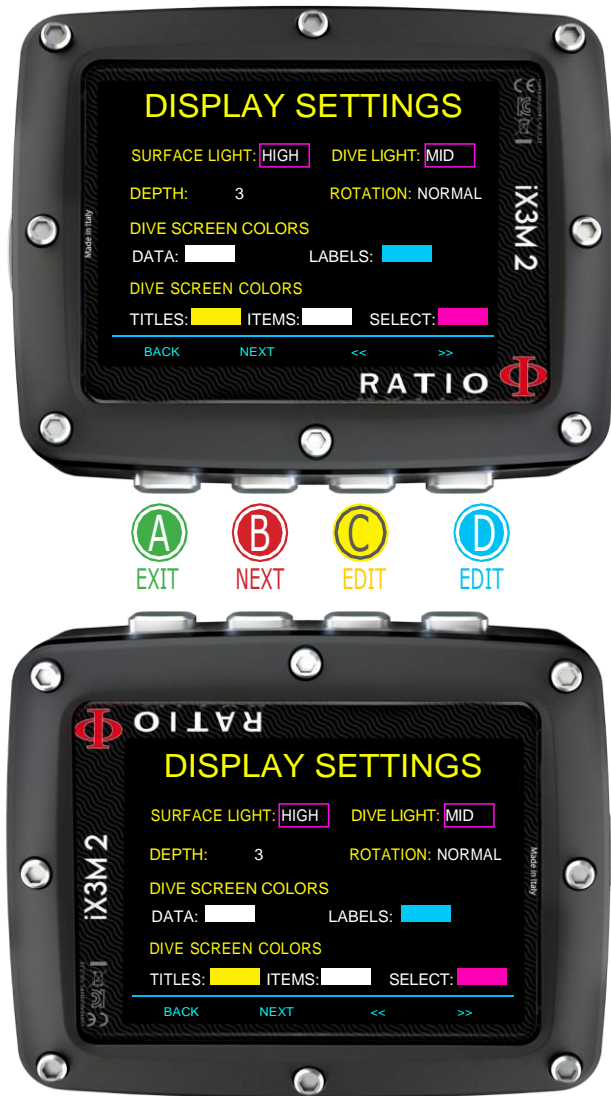 DISPLAY SETTINGS
SURFACE LIGHT: HIGH DIVE LIGHT: MID
DEPTH: 3 ROTATION: NORMAL
DIVE SCREEN COLORS
DATA: LABELS:
DIVE SCREEN COLORS
TITLES: ITEMS: SELECT:
BACK NEXT << >>
Made in Italy
iX3M 2
RATIO
A B C D
EXIT NEXT EDIT EDIT
RATIO
DISPLAY SETTINGS
SURFACE LIGHT: HIGH DIVE LIGHT: MID
DEPTH: 3 ROTATION: NORMAL
DIVE SCREEN COLORS
DATA: LABELS:
DIVE SCREEN COLORS
TITLES: ITEMS: SELECT:
BACK NEXT << >>
iX3M 2
Made in Italy